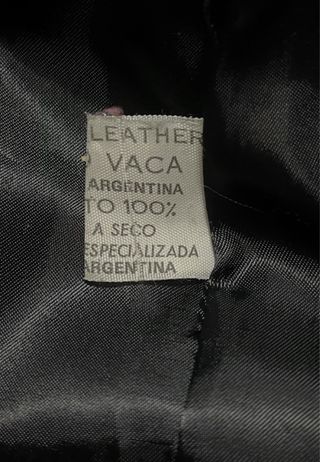 LEATHER
VACA
ARGENTINA
TO 100%
A SECO
ESPECIALIZADA
ARGENTINA